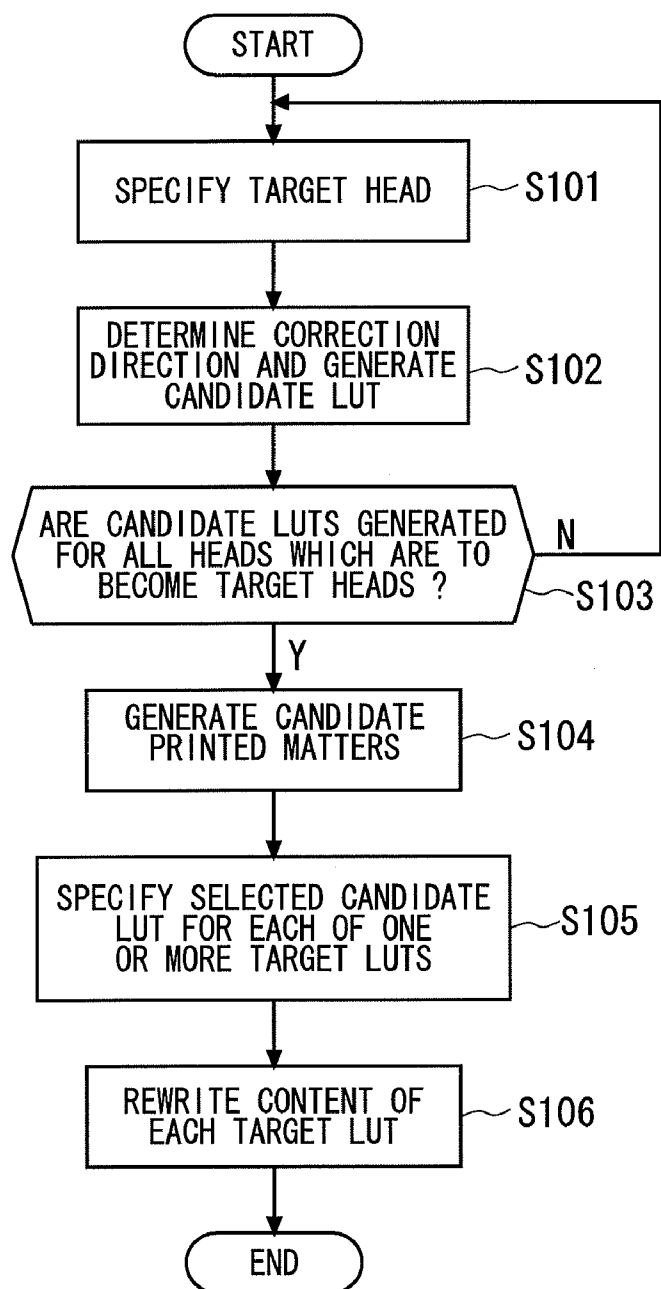 START
SPECIFY TARGET HEAD
S101
DETERMINE CORRECTION
DIRECTION AND GENERATE
CANDIDATE LUT
S102
ARE CANDIDATE LUTS GENERATED
FOR ALL HEADS WHICH ARE TO
BECOME TARGET HEADS ?
N
S103
Y
GENERATE CANDIDATE
PRINTED MATTERS
S104
SPECIFY SELECTED CANDIDATE
LUT FOR EACH OF ONE
OR MORE TARGET LUTS
S105
REWRITE CONTENT OF
EACH TARGET LUT
S106
END